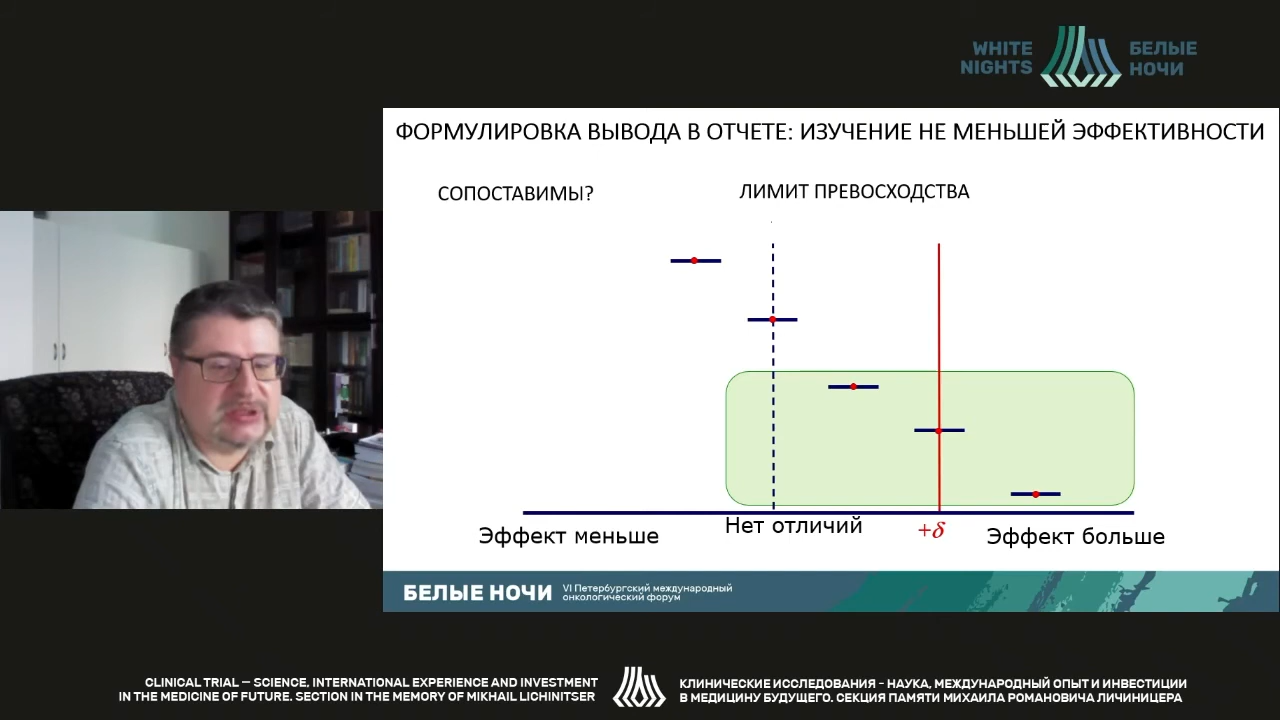 WHITE
NIGHTS
БЕЛЫЕ
НОЧИ
ФОРМУЛИРОВКА ВЫВОДА В ОТЧЕТЕ: ИЗУЧЕНИЕ НЕ МЕНЬШЕЙ ЭФФЕКТИВНОСТИ
СОПОСТАВИМЫ?
ЛИМИТ ПРЕВОСХОДСТВА
Эффект меньше
Нет отличий
+δ
Эффект больше
БЕЛЫЕ НОЧИ
VI Петербургский международный
онкологический форум
CLINICAL TRIAL – SCIENCE, INTERNATIONAL EXPERIENCE AND INVESTMENT
IN THE MEDICINE OF FUTURE. SECTION IN THE MEMORY OF MIKHAIL LICHINITSER
КЛИНИЧЕСКИЕ ИССЛЕДОВАНИЯ - НАУКА, МЕЖДУНАРОДНЫЙ ОПЫТ И ИНВЕСТИЦИИ
В МЕДИЦИНУ БУДУЩЕГО. СЕКЦИЯ ПАМЯТИ МИХАИЛА РОМАНОВИЧА ЛИЧИНИЦЕРА